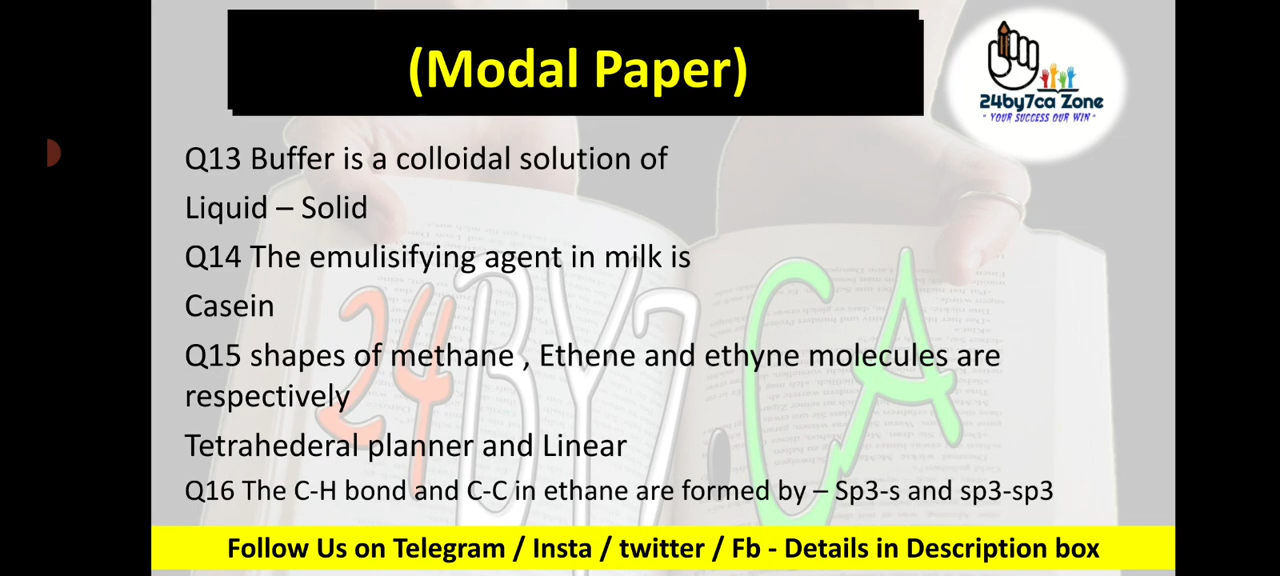 (Modal Paper)
24by7ca Zone
" YOUR SUCCESS OUR WIN "
Q13 Buffer is a colloidal solution of
Liquid – Solid
Q14 The emulisifying agent in milk is
Casein
Q15 shapes of methane , Ethene and ethyne molecules are
respectively
Tetrahederal planner and Linear
Q16 The C-H bond and C-C in ethane are formed by – Sp3-s and sp3-sp3
24BY7.CA
Follow Us on Telegram / Insta / twitter / Fb - Details in Description box